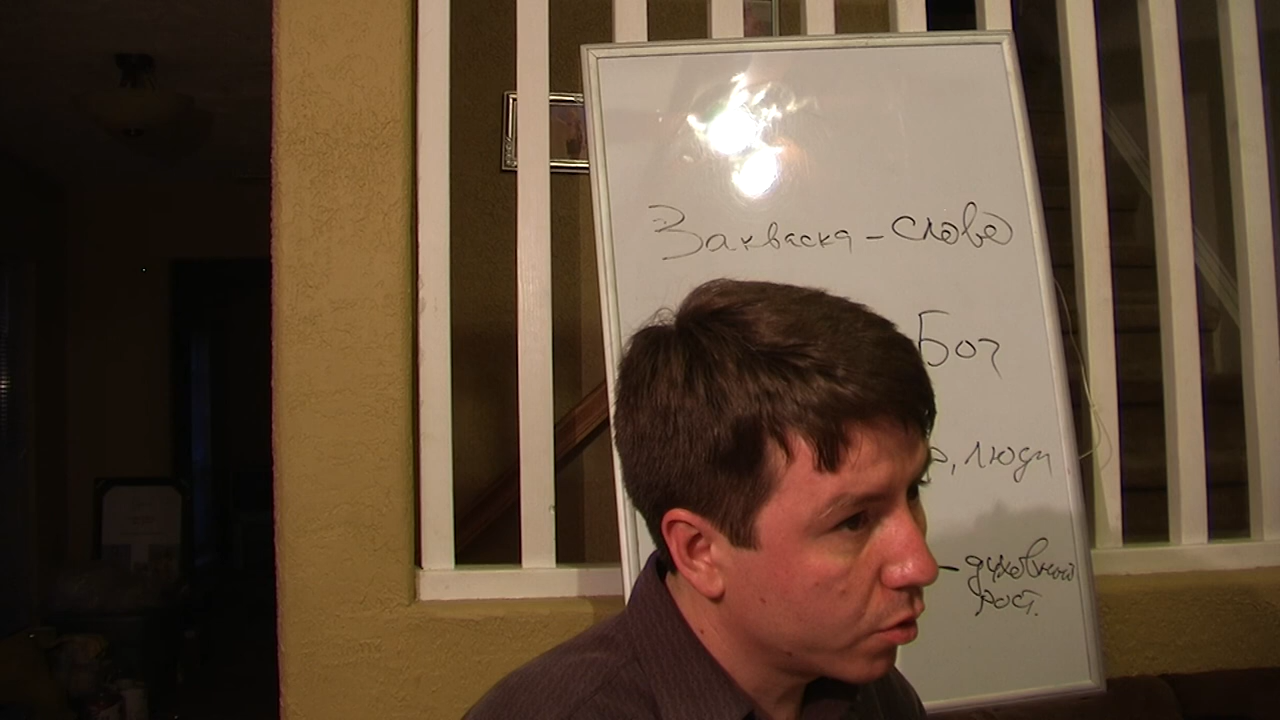 Закваска – слово
Бог
, люди
– духовный
рост.